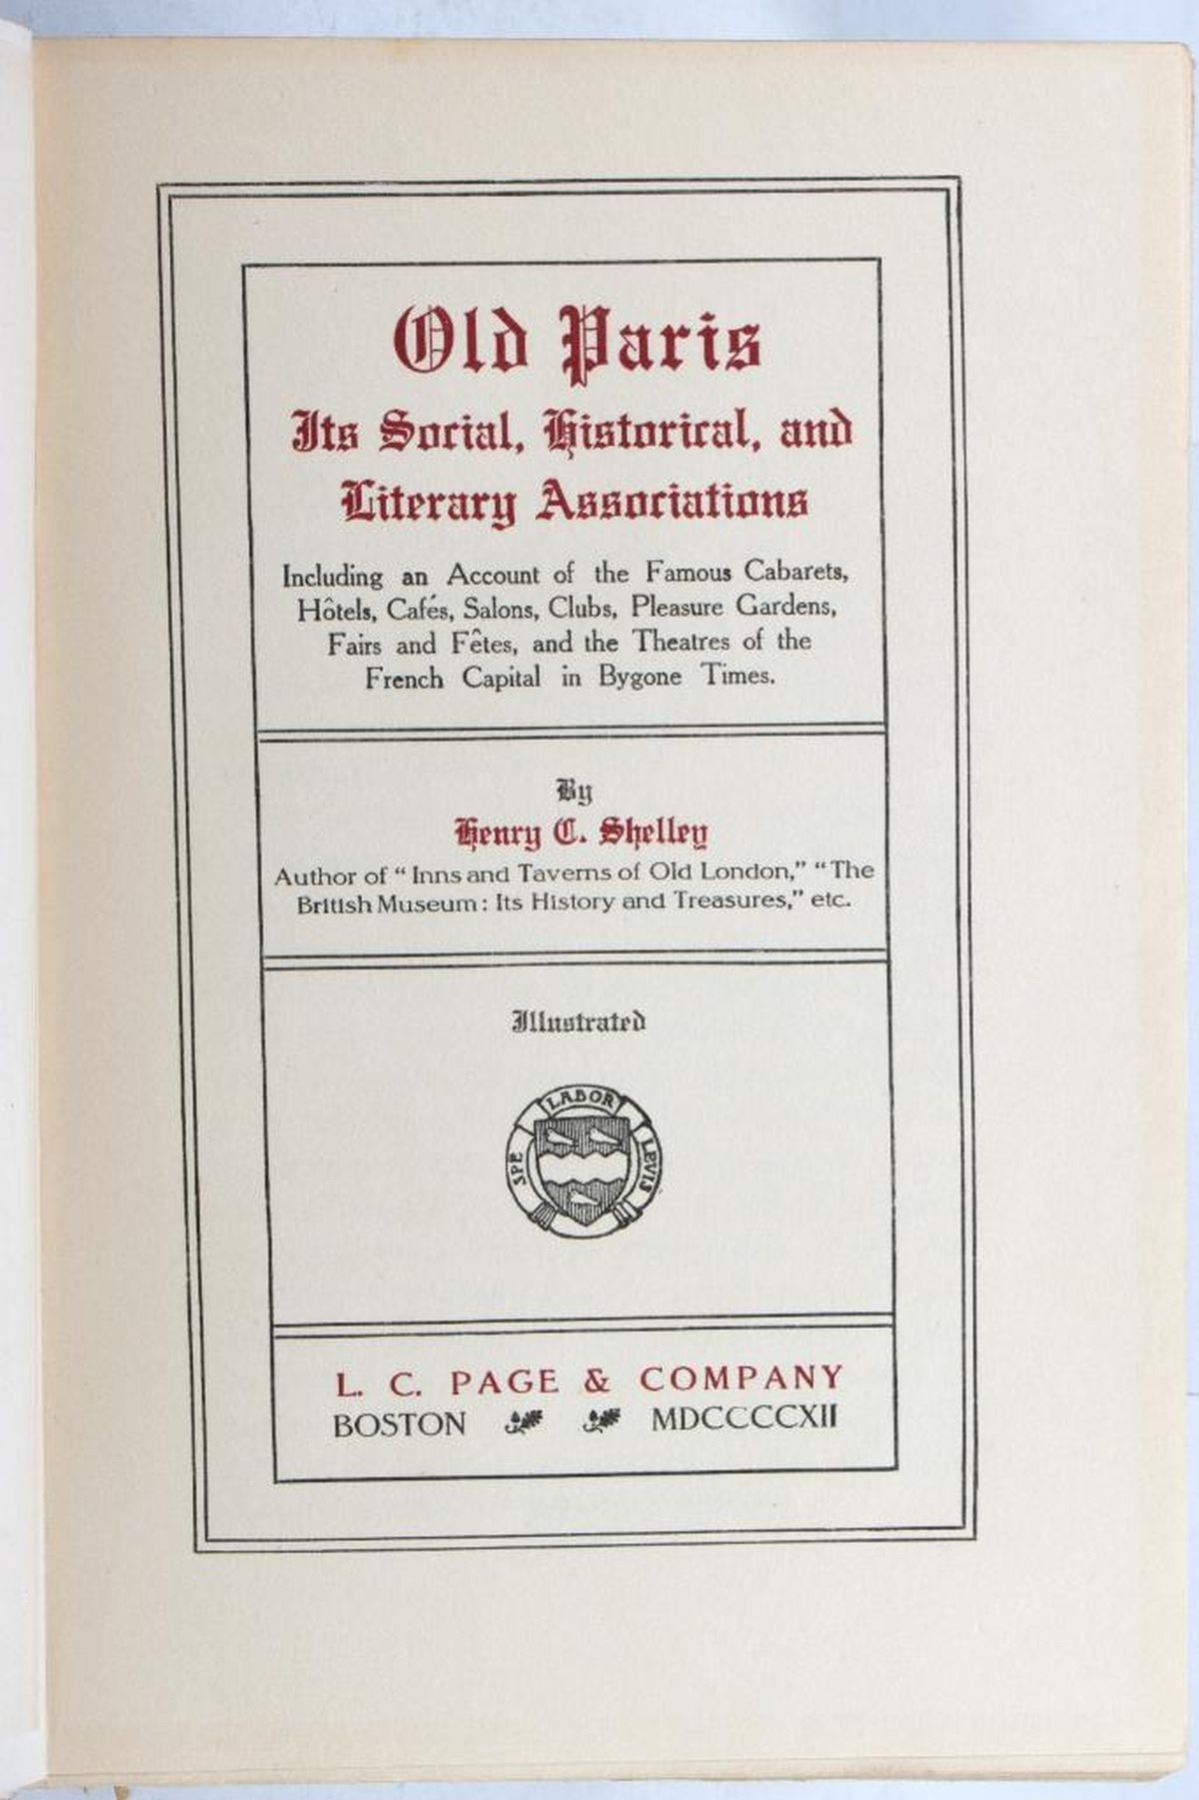 Old Paris
Its Social, Historical, and
Literary Associations
Including an Account of the Famous Cabarets,
Hôtels, Cafés, Salons, Clubs, Pleasure Gardens,
Fairs and Fêtes, and the Theatres of the
French Capital in Bygone Times.
By
Henry C. Shelley
Author of “Inns and Taverns of Old London,” “The
British Museum: Its History and Treasures,” etc.
Illustrated
SPE LABOR LEVIS
L. C. PAGE & COMPANY
BOSTON MDCCCCXII